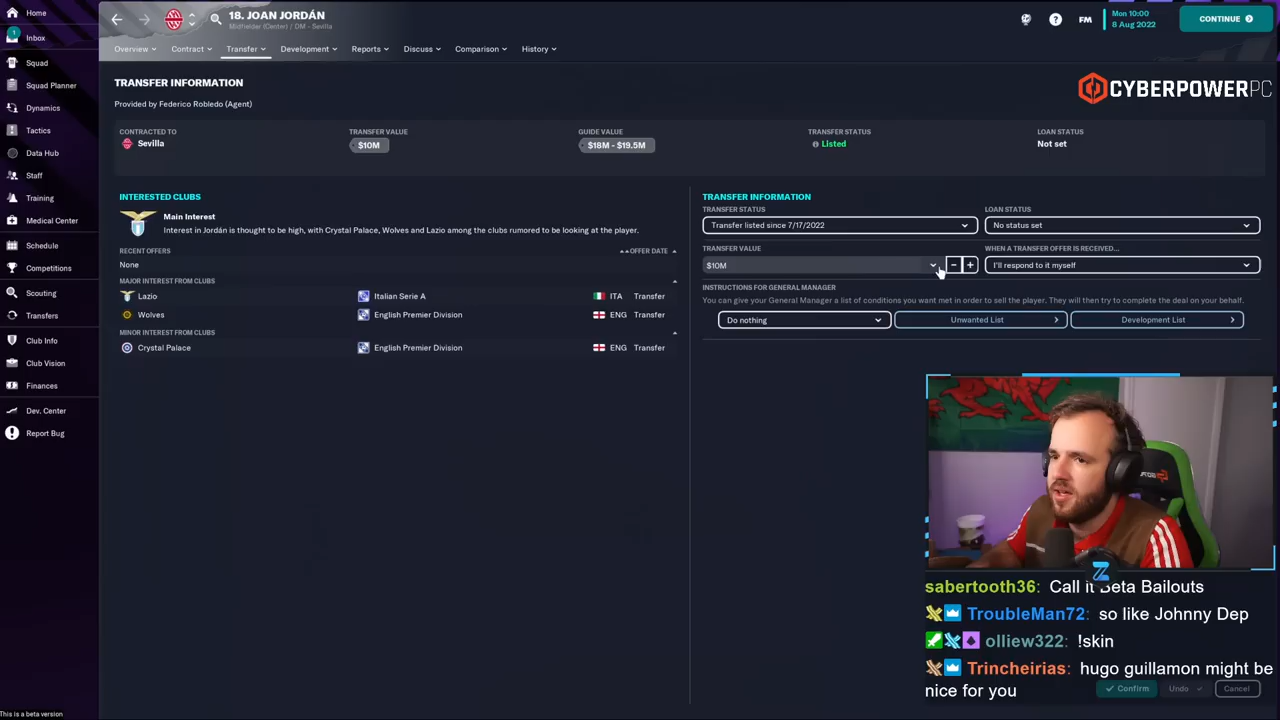 Home
18. JOAN JORDÁN
Midfielder (Center) / DM - Sevilla
FM
Mon 10:00
8 Aug 2022
CONTINUE
1
Inbox
Overview
Contract
Transfer
Development
Reports
Discuss
Comparison
History
Squad
Squad Planner
Dynamics
Tactics
Data Hub
Staff
Training
Medical Center
Schedule
Competitions
Scouting
Transfers
Club Info
Club Vision
Finances
Dev. Center
Report Bug
This is a beta version
TRANSFER INFORMATION
CYBERPOWERPC
Provided by Federico Robledo (Agent)
CONTRACTED TO
TRANSFER VALUE
GUIDE VALUE
TRANSFER STATUS
LOAN STATUS
Sevilla
$10M
$18M - $19.5M
Listed
Not set
INTERESTED CLUBS
Main Interest
Interest in Jordán is thought to be high, with Crystal Palace, Wolves and Lazio among the clubs rumored to be looking at the player.
RECENT OFFERS
OFFER DATE
None
MAJOR INTEREST FROM CLUBS
Lazio
Italian Serie A
ITA
Transfer
Wolves
English Premier Division
ENG
Transfer
MINOR INTEREST FROM CLUBS
Crystal Palace
English Premier Division
ENG
Transfer
TRANSFER INFORMATION
TRANSFER STATUS
LOAN STATUS
Transfer listed since 7/17/2022
No status set
TRANSFER VALUE
WHEN A TRANSFER OFFER IS RECEIVED...
$10M
I'll respond to it myself
INSTRUCTIONS FOR GENERAL MANAGER
You can give your General Manager a list of conditions you want met in order to sell the player. They will then try to complete the deal on your behalf.
Do nothing
Unwanted List
Development List
sabertooth36: Call it Beta Bailouts
TroubleMan72: so like Johnny Dep
olliew322: !skin
Trincheirias: hugo guillamon might be
nice for you
Confirm
Undo
Cancel